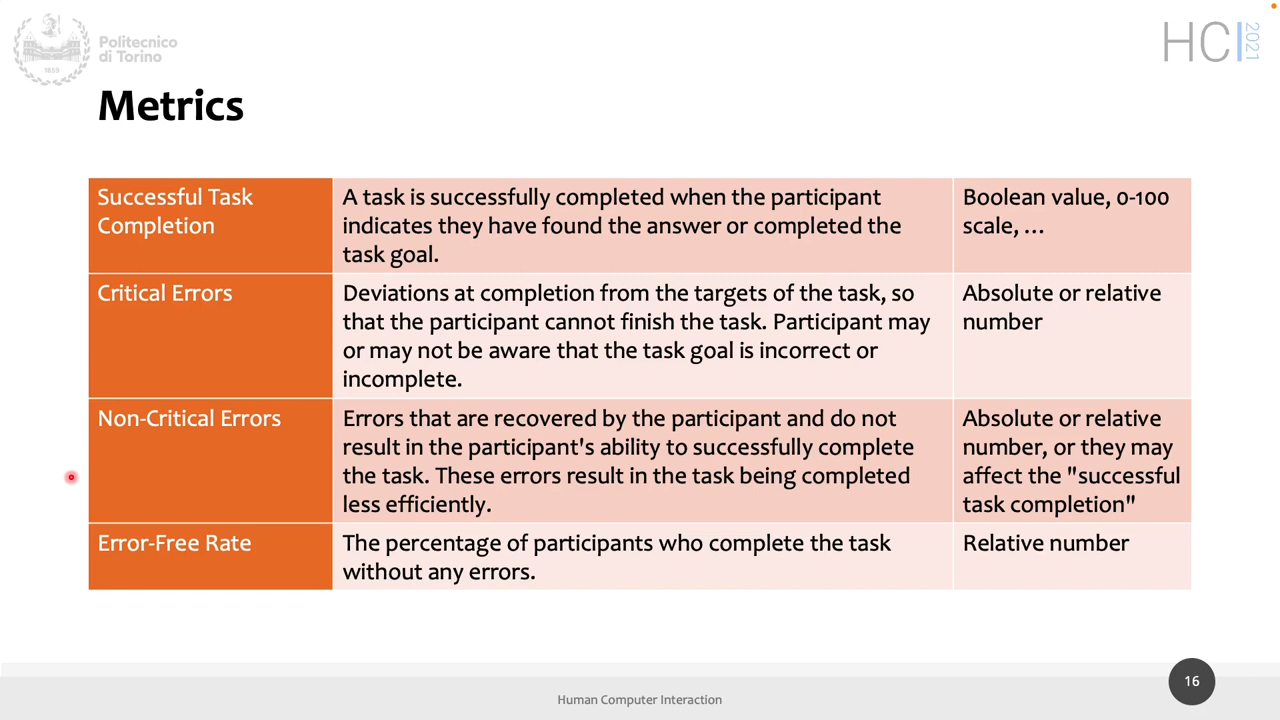 Politecnico
di Torino
1859
HCI
2021
Metrics
Successful Task
Completion
A task is successfully completed when the participant
indicates they have found the answer or completed the
task goal.
Boolean value, 0-100
scale, …
Critical Errors
Deviations at completion from the targets of the task, so
that the participant cannot finish the task. Participant may
or may not be aware that the task goal is incorrect or
incomplete.
Absolute or relative
number
Non-Critical Errors
Errors that are recovered by the participant and do not
result in the participant's ability to successfully complete
the task. These errors result in the task being completed
less efficiently.
Absolute or relative
number, or they may
affect the "successful
task completion"
Error-Free Rate
The percentage of participants who complete the task
without any errors.
Relative number
Human Computer Interaction
16